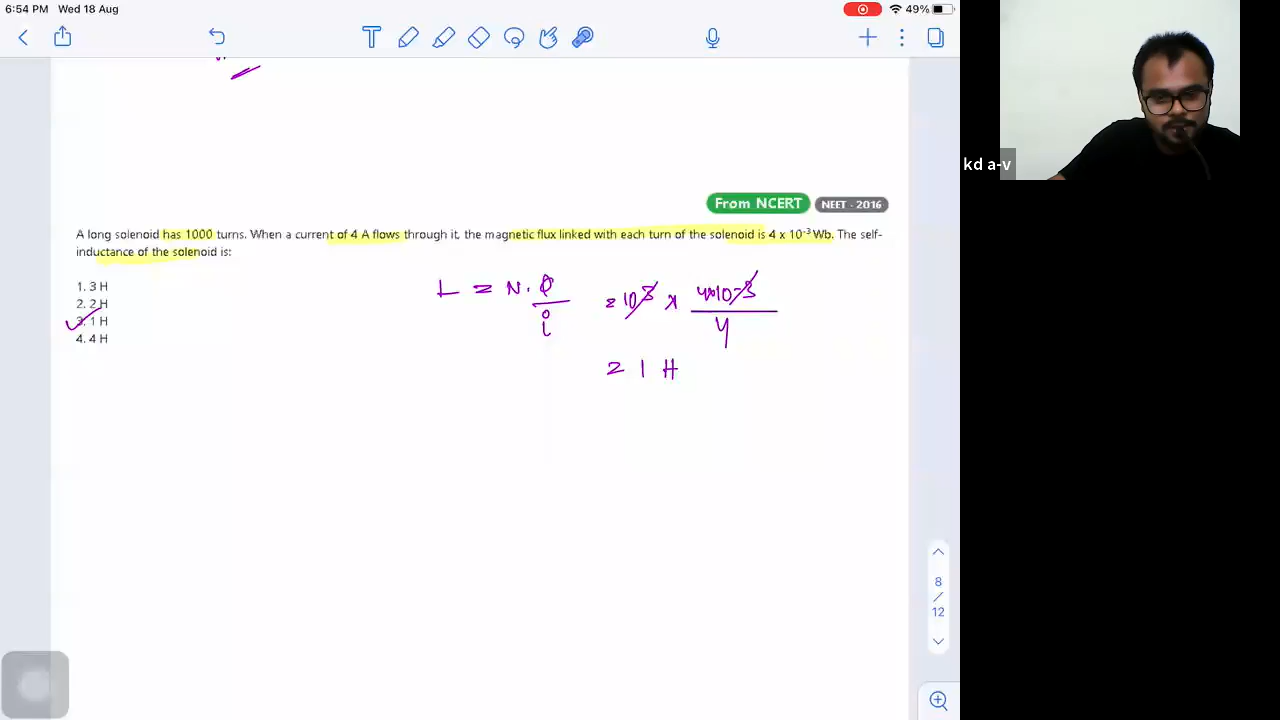 6:54 PM Wed 18 Aug
49%
T
kd a-v
From NCERT NEET - 2016
A long solenoid has 1000 turns. When a current of 4 A flows through it, the magnetic flux linked with each turn of the solenoid is 4 x 10⁻³ Wb. The self-
inductance of the solenoid is:
1. 3 H
2. 2 H
3. 1 H
4. 4 H
L = N. φ/i = 10³ x 4x10⁻³/4
= 1 H
8
/
12